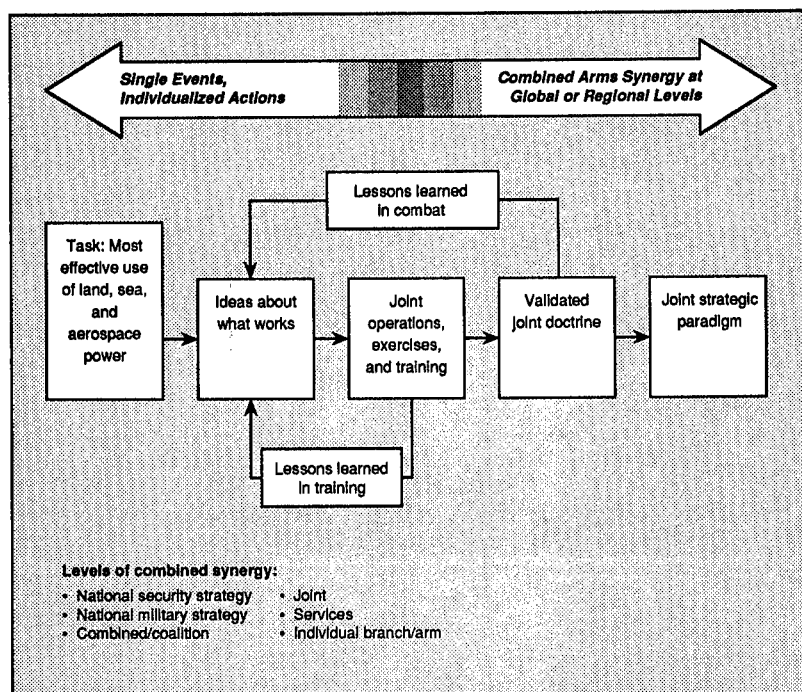 Single Events,
Individualized Actions
Combined Arms Synergy at
Global or Regional Levels
Lessons learned
in combat
Task: Most
effective use
of land, sea,
and
aerospace
power
Ideas about
what works
Joint
operations,
exercises,
and training
Validated
joint doctrine
Joint strategic
paradigm
Lessons learned
in training
Levels of combined synergy:
• National security strategy
• National military strategy
• Combined/coalition
• Joint
• Services
• Individual branch/arm